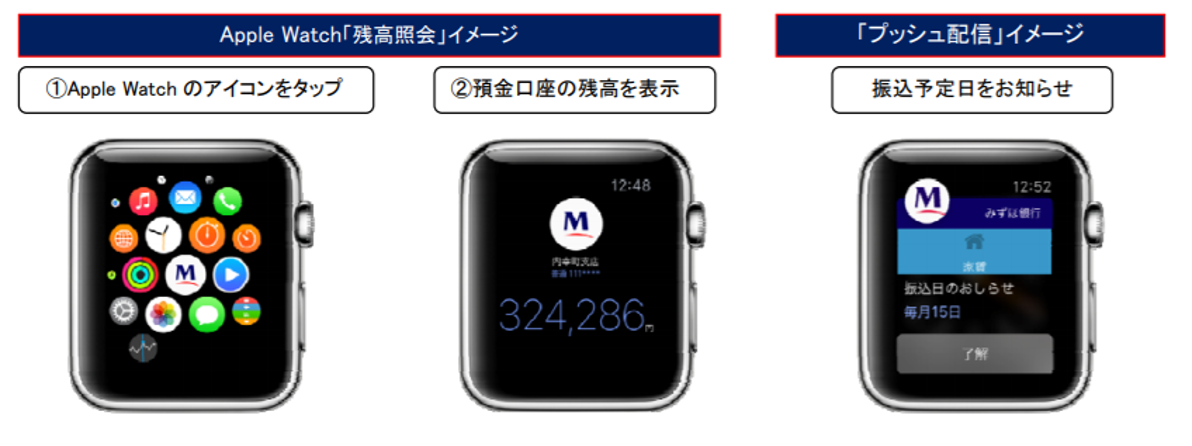 Apple Watch「残高照会」イメージ
「プッシュ配信」イメージ
①Apple Watch のアイコンをタップ
②預金口座の残高を表示
振込予定日をお知らせ
12:48
M
内幸町支店
普通 111****
324,286円
12:52
M
みずほ銀行
家賃
振込日のおしらせ
毎月15日
了解
M